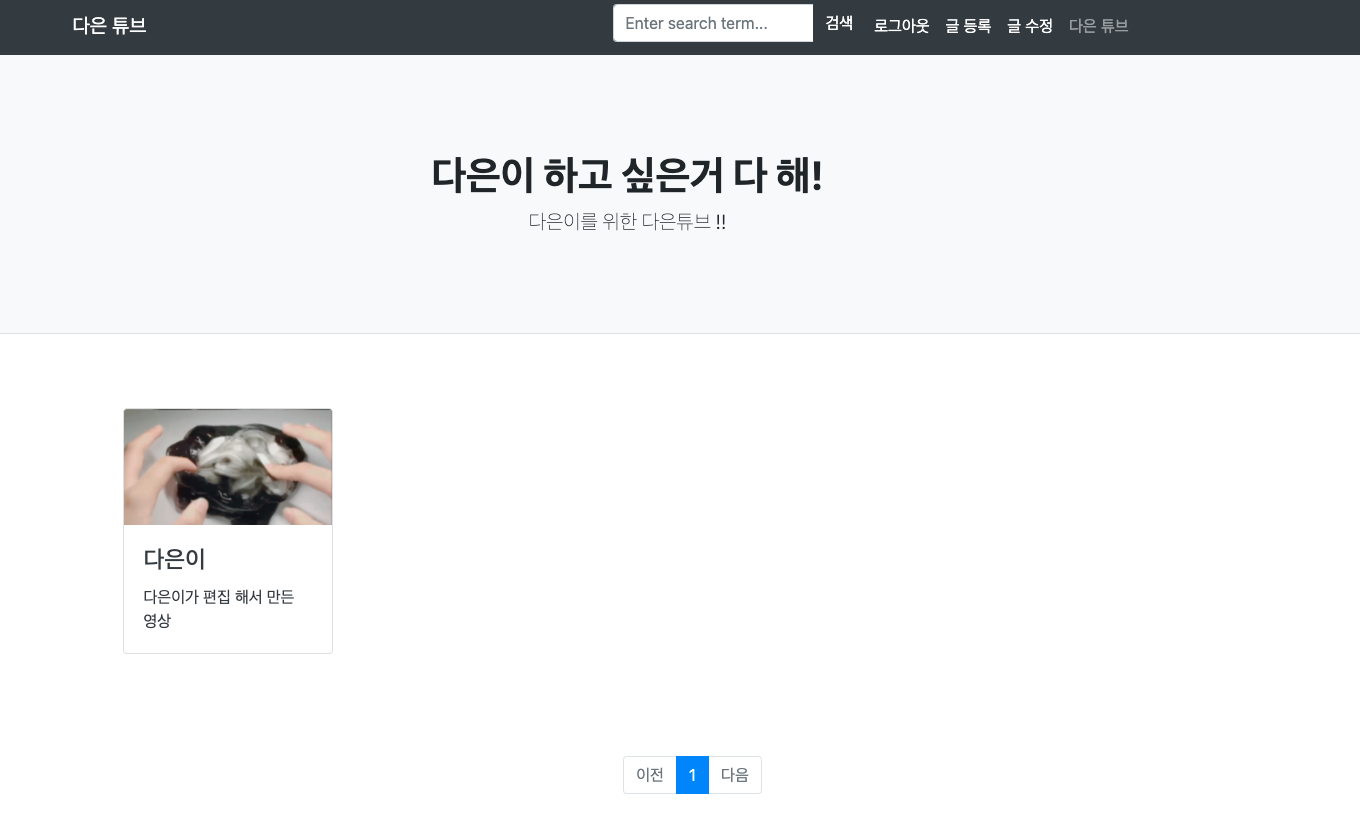 다은 튜브
Enter search term...
검색
로그아웃
글 등록
글 수정
다은 튜브
다은이 하고 싶은거 다 해!
다은이를 위한 다은튜브 !!
다은이
다은이가 편집 해서 만든
영상
이전
1
다음